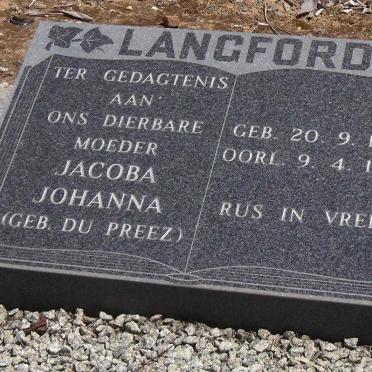 LANGFORD
TER GEDAGTENIS
AAN
ONS DIERBARE
MOEDER
JACOBA
JOHANNA
(GEB. DU PREEZ)
GEB. 20. 9.
OORL. 9. 4.
RUS IN